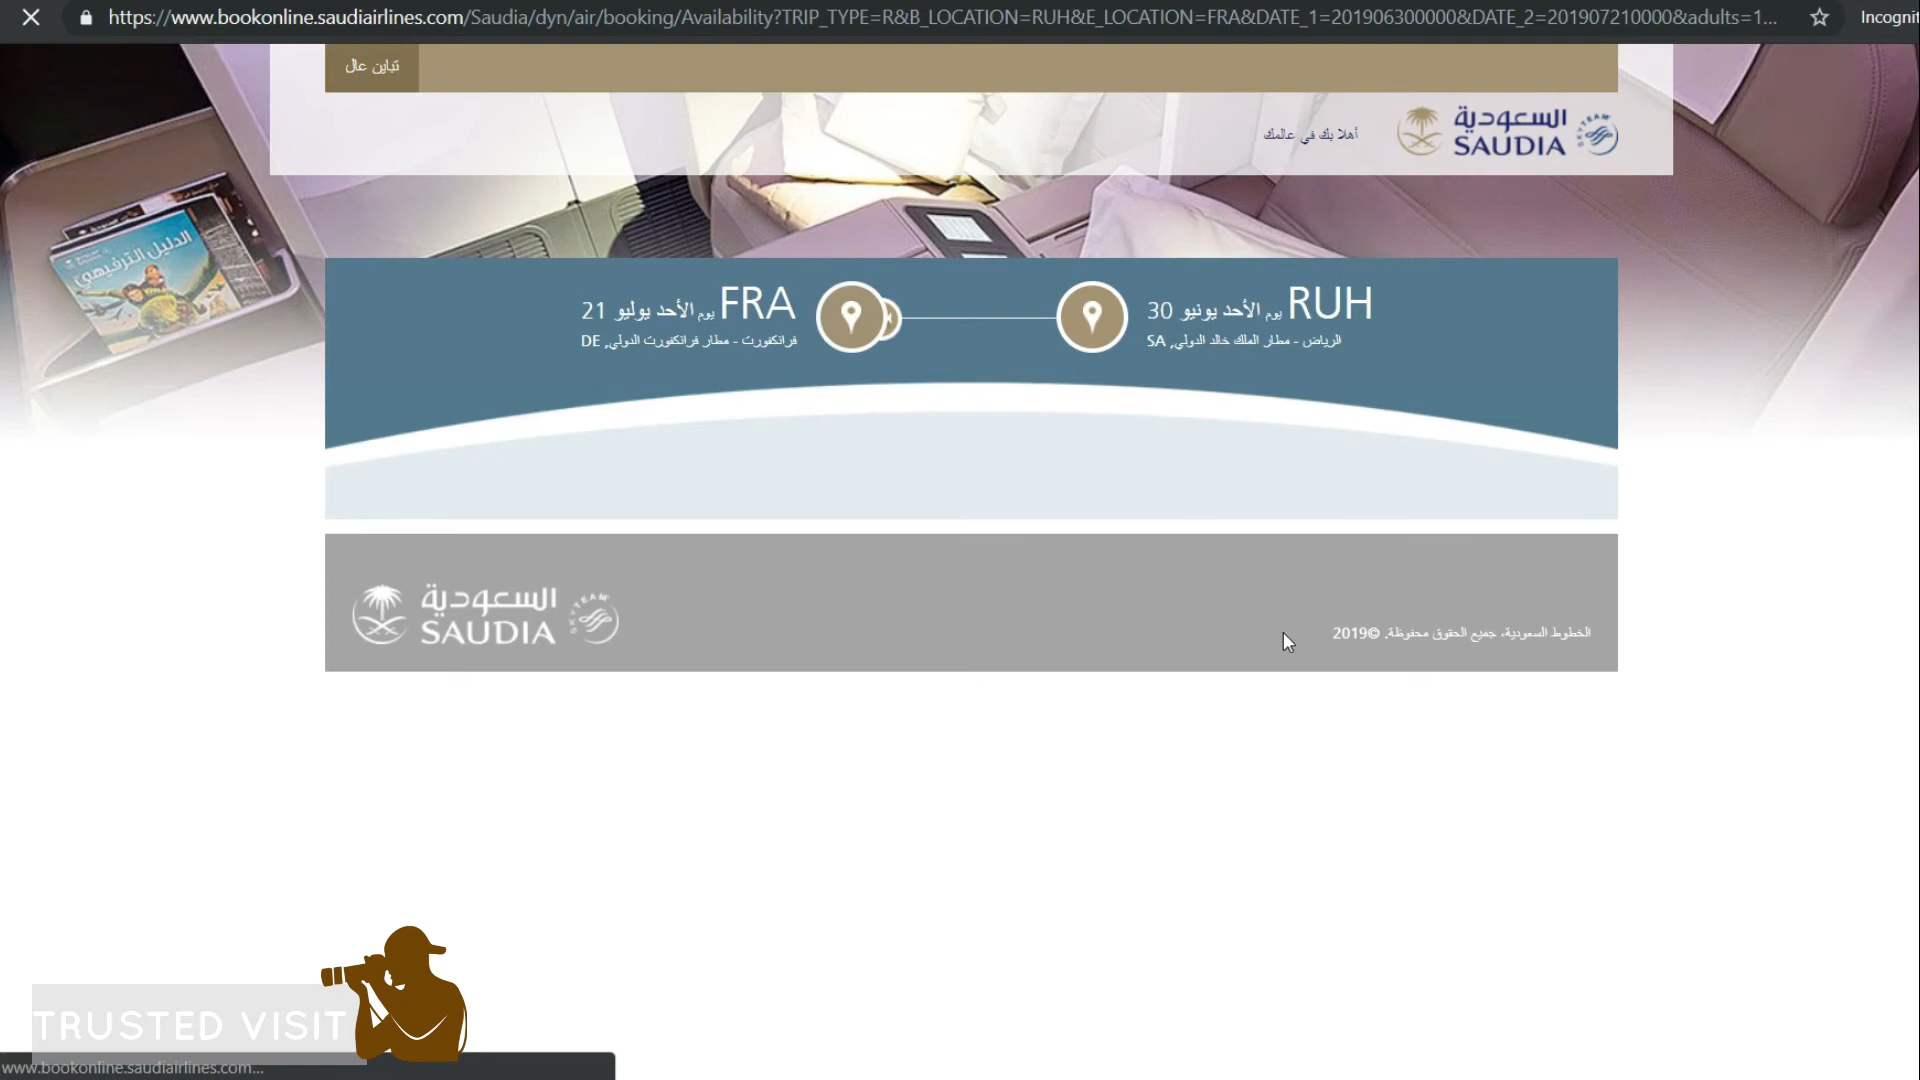 https://www.bookonline.saudiairlines.com/Saudia/dyn/air/booking/Availability?TRIP_TYPE=R&B_LOCATION=RUH&E_LOCATION=FRA&DATE_1=201906300000&DATE_2=201907210000&adults=1...
Incognit
تباين عال
السعودية
SAUDIA
SKYTEAM
أهلا بك في عالمك
الدليل الترفيهي
RUH يوم الأحد يونيو 30
الرياض - مطار الملك خالد الدولي, SA
FRA يوم الأحد يوليو 21
فرانكفورت - مطار فرانكفورت الدولي, DE
السعودية
SAUDIA
SKYTEAM
الخطوط السعودية، جميع الحقوق محفوظة. ©2019
TRUSTED VISIT
www.bookonline.saudiairlines.com...